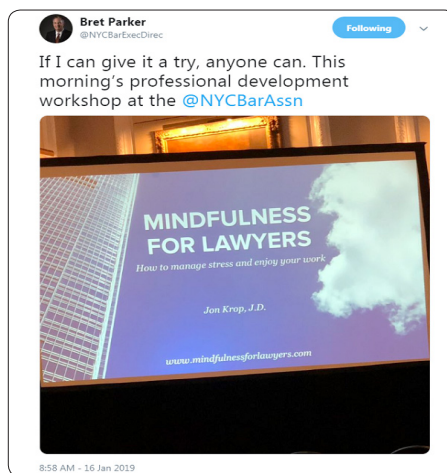 Bret Parker
@NYCBarExecDirec
Following
If I can give it a try, anyone can. This
morning's professional development
workshop at the @NYCBarAssn
MINDFULNESS
FOR LAWYERS
How to manage stress and enjoy your work
Jon Krop, J.D.
www.mindfulnessforlawyers.com
8:58 AM - 16 Jan 2019